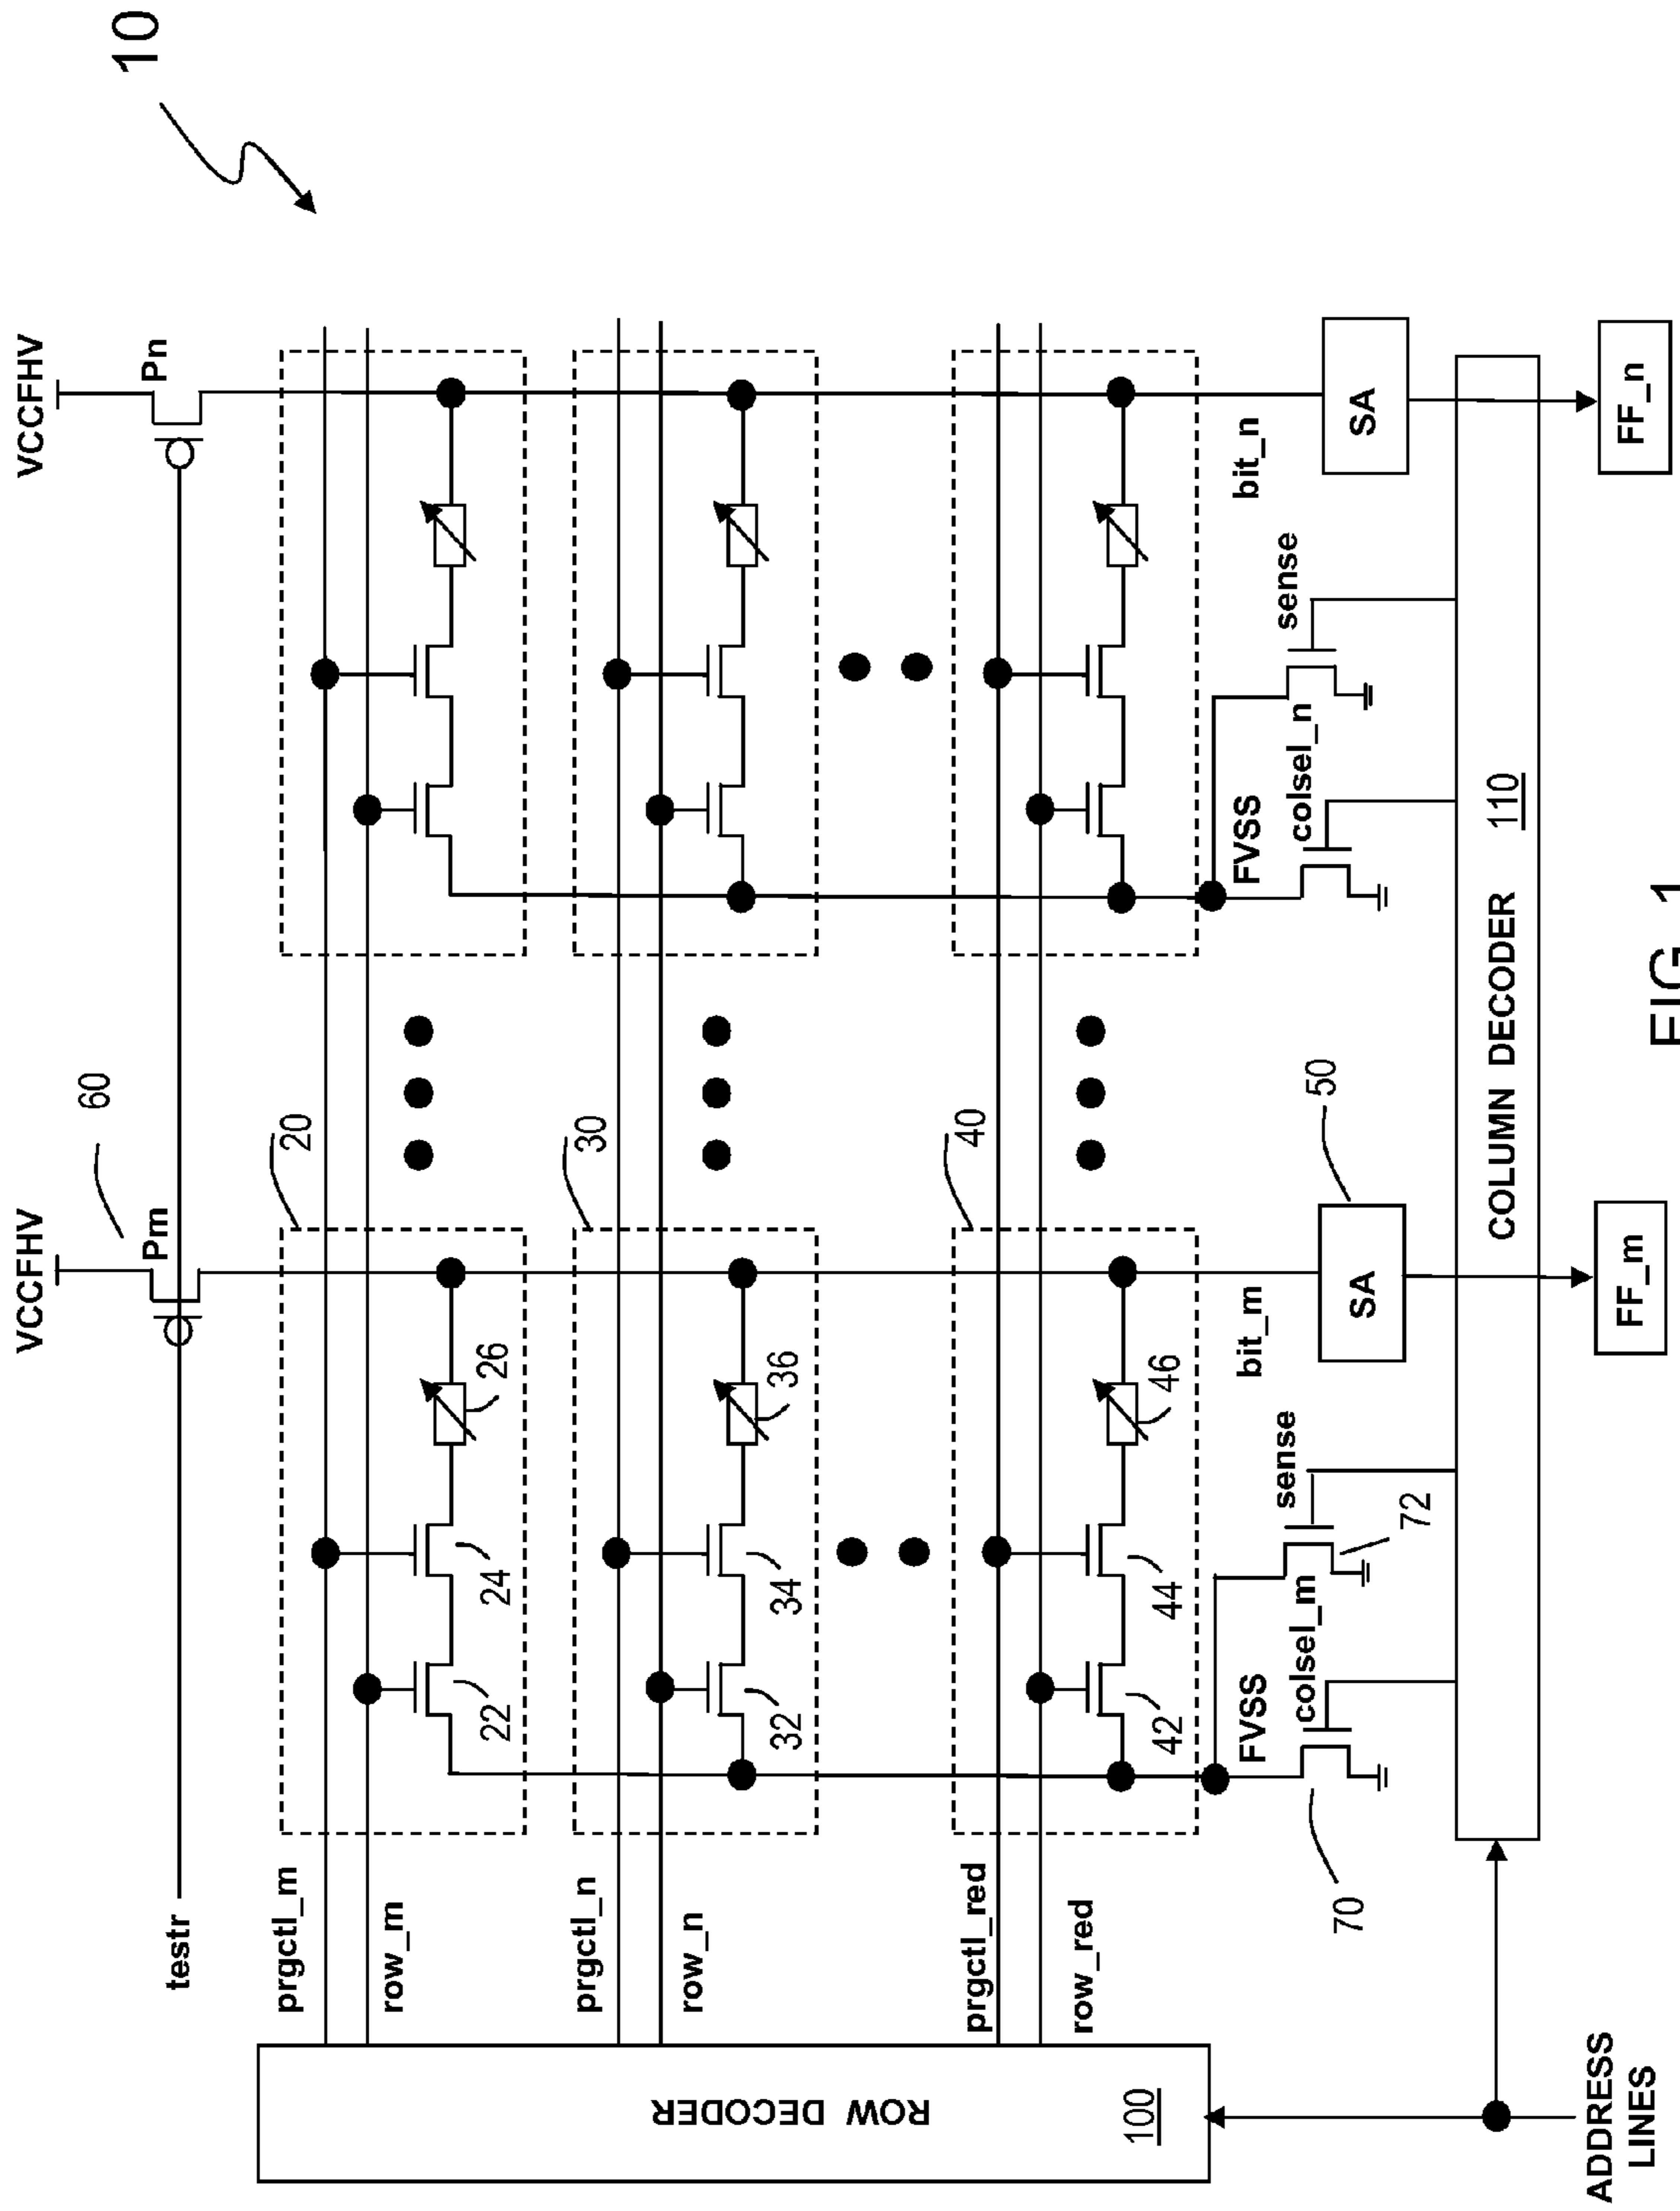 10
VCCFHV
VCCFHV
60
Pm
Pn
testr
prgctl_m
row_m
20
22
24
26
prgctl_n
row_n
30
32
34
36
prgctl_red
row_red
40
42
44
46
FVSS
colsel_m
sense
bit_m
FVSS
colsel_n
sense
bit_n
70
72
50
SA
SA
ROW DECODER
100
COLUMN DECODER
110
FF_m
FF_n
ADDRESS
LINES
FIG. 1